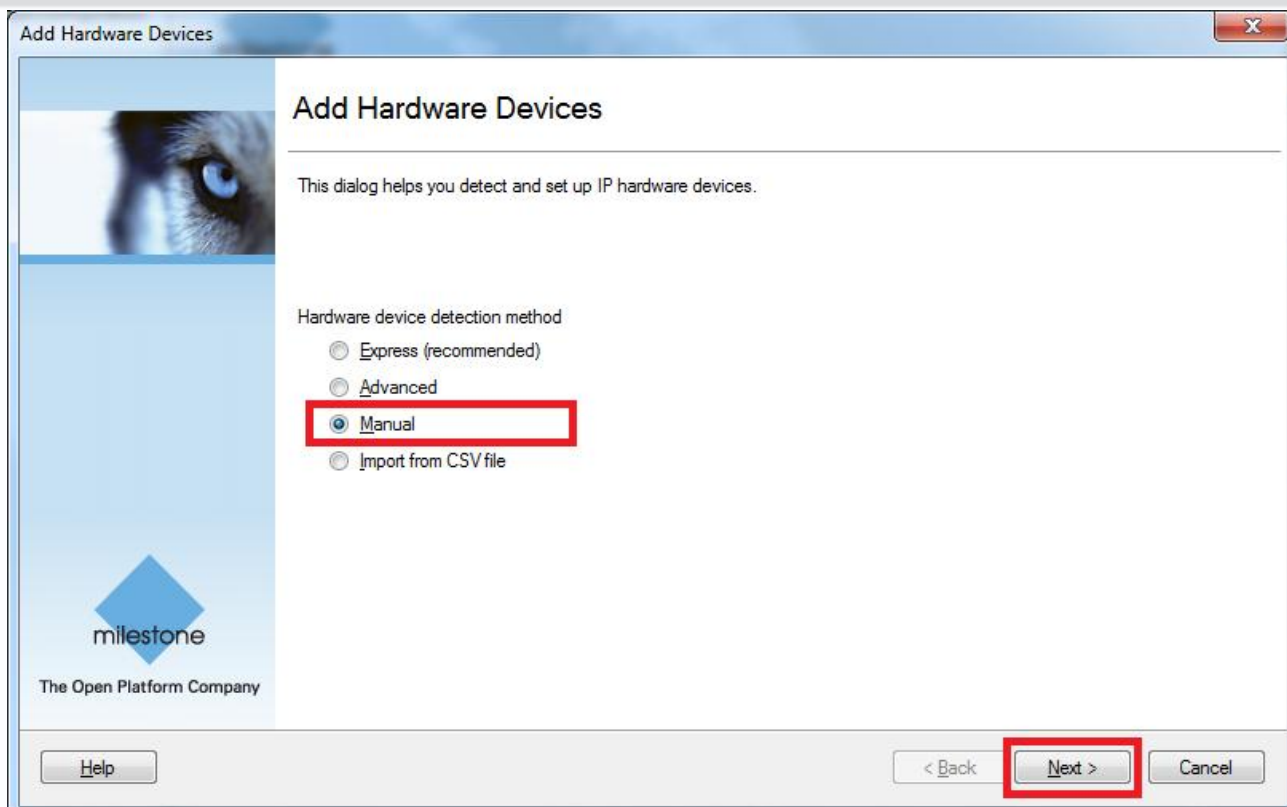 Add Hardware Devices
Add Hardware Devices
This dialog helps you detect and set up IP hardware devices.
Hardware device detection method
Express (recommended)
Advanced
Manual
Import from CSV file
milestone
The Open Platform Company
Help
< Back
Next >
Cancel